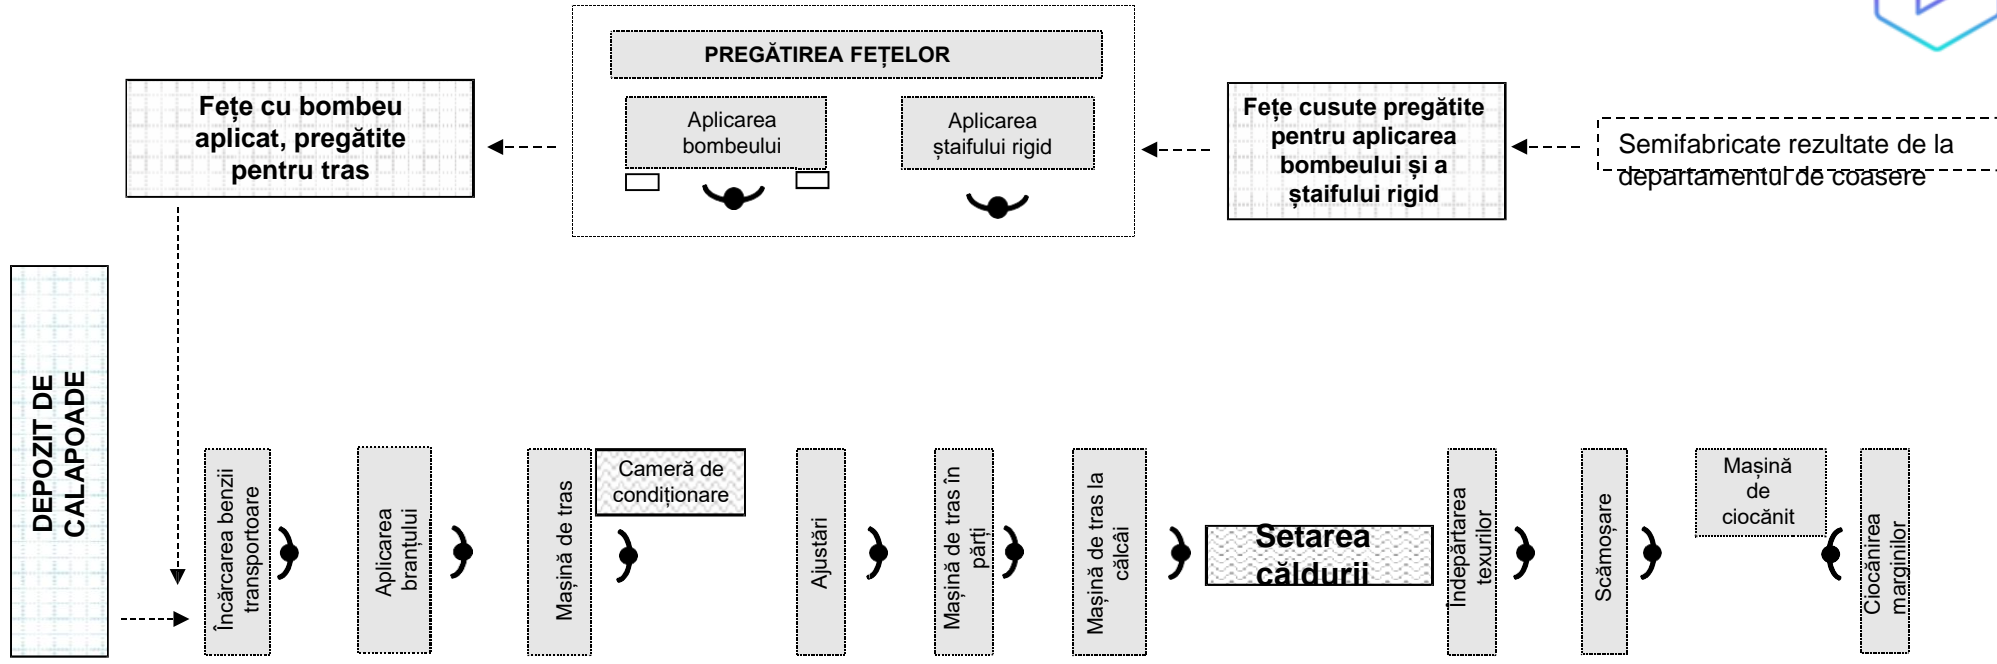 PREGĂTIREA FEȚELOR
Fețe cu bombeu
aplicat, pregătite
pentru tras
Aplicarea
bombeului
Aplicarea
ștaifului rigid
Fețe cusute pregătite
pentru aplicarea
bombeului și a
ștaifului rigid
Semifabricate rezultate de la
departamentul de coasere
DEPOZIT DE
CALAPOADE
Încărcarea benzii
transportoare
Aplicarea
branțului
Mașină de tras
Cameră de
condiționare
Ajustări
Mașină de tras în
părți
Mașină de tras la
călcâi
Setarea
căldurii
Îndepărtarea
texurilor
Scămoșare
Mașină
de
ciocănit
Ciocănirea
marginilor